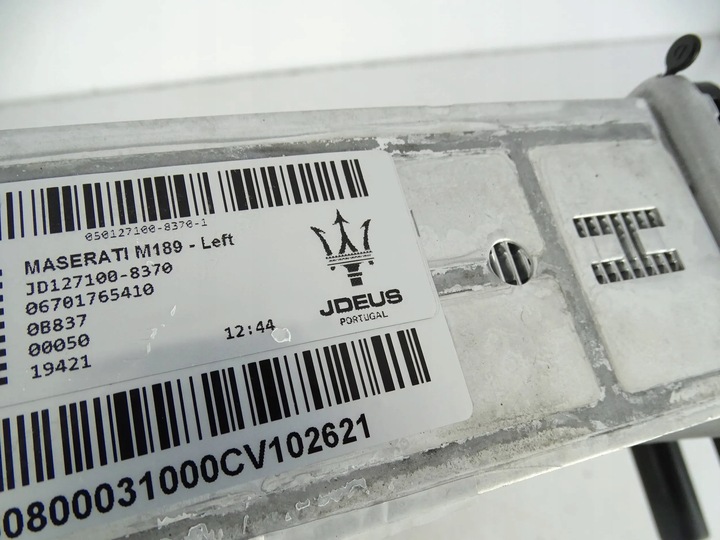 050127100-8370-1
MASERATI M189 - Left
JD127100-8370
06701765410
0B837
00050
19421
12:44
JDEUS
PORTUGAL
0800031000CV102621